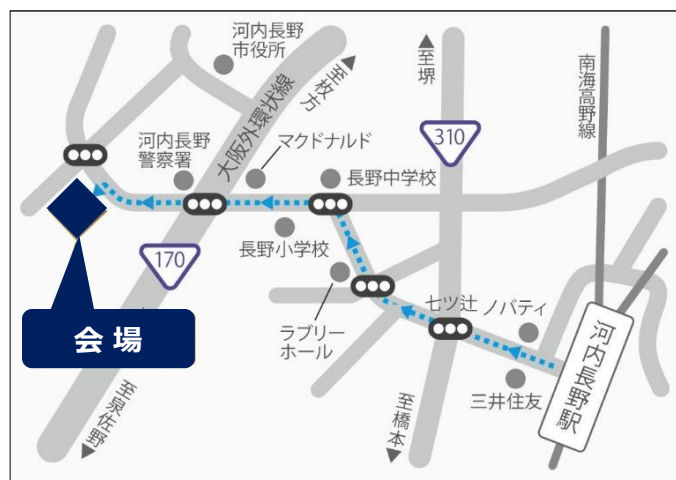 河内長野
市役所
大阪外環状線
至枚方
至堺
南海高野線
310
河内長野
警察署
マクドナルド
長野中学校
長野小学校
170
ラブリー
ホール
七ツ辻
ノバティ
会場
三井住友
河内長野駅
至橋本
至泉佐野